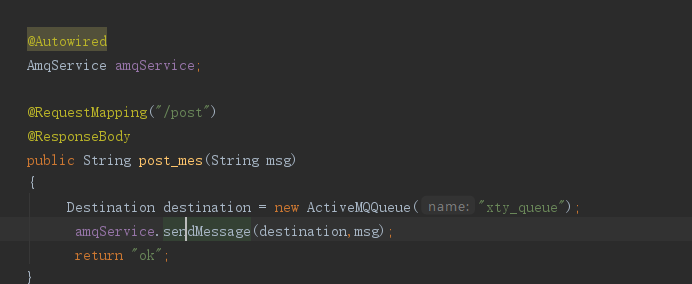 @Autowired
AmqService amqService;
@RequestMapping("/post")
@ResponseBody
public String post_mes(String msg)
{
Destination destination = new ActiveMQQueue( name: "xty_queue");
amqService.sendMessage(destination,msg);
return "ok";
}